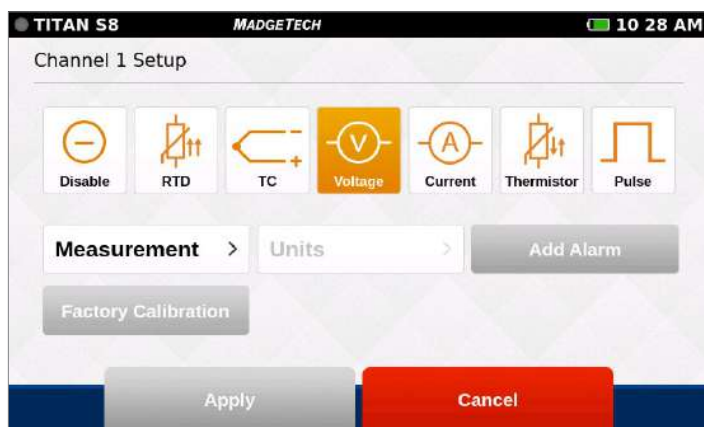 TITAN S8 MADGETECH 10 28 AM
Channel 1 Setup
Disable RTD TC Voltage Current Thermistor Pulse
Measurement > Units > Add Alarm
Factory Calibration
Apply Cancel